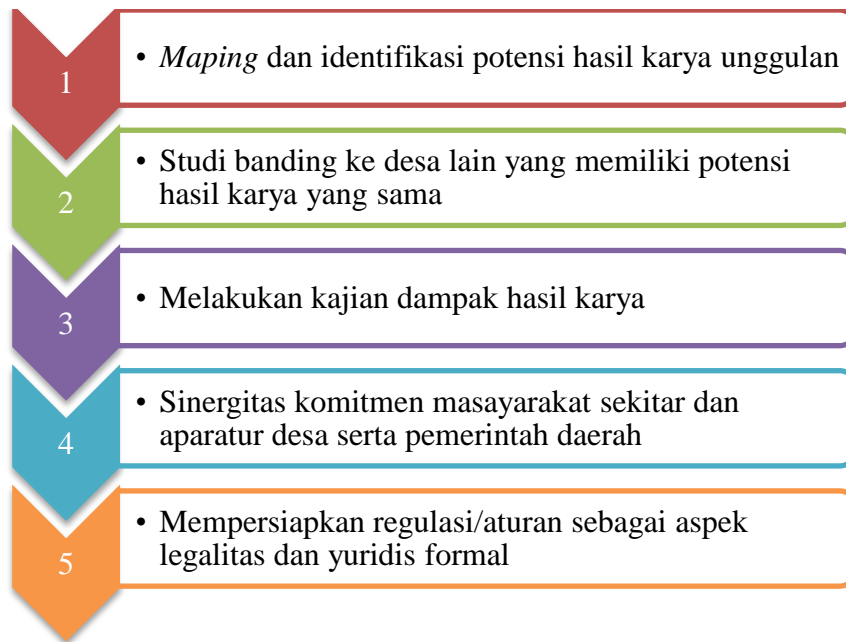 1
• Maping dan identifikasi potensi hasil karya unggulan
2
• Studi banding ke desa lain yang memiliki potensi
hasil karya yang sama
3
• Melakukan kajian dampak hasil karya
4
• Sinergitas komitmen masayarakat sekitar dan
aparatur desa serta pemerintah daerah
5
• Mempersiapkan regulasi/aturan sebagai aspek
legalitas dan yuridis formal